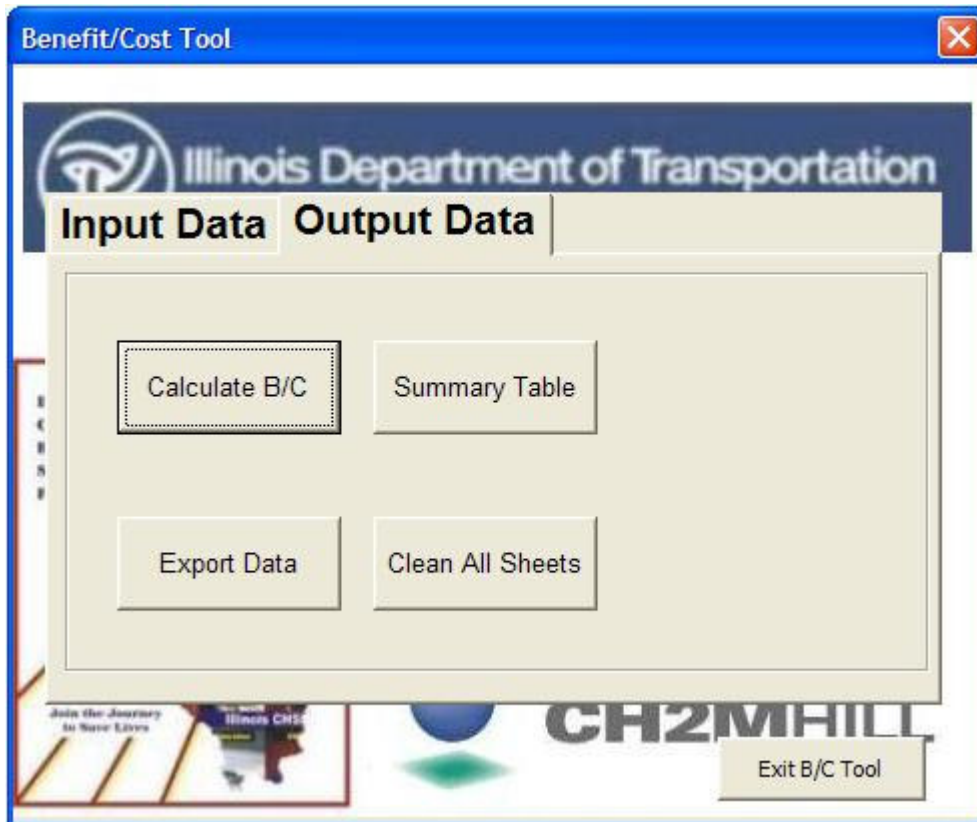 Benefit/Cost Tool
Illinois Department of Transportation
Input Data
Output Data
Calculate B/C
Summary Table
Export Data
Clean All Sheets
Join the Journey
to Save Lives
Illinois
CH2MHILL
Exit B/C Tool